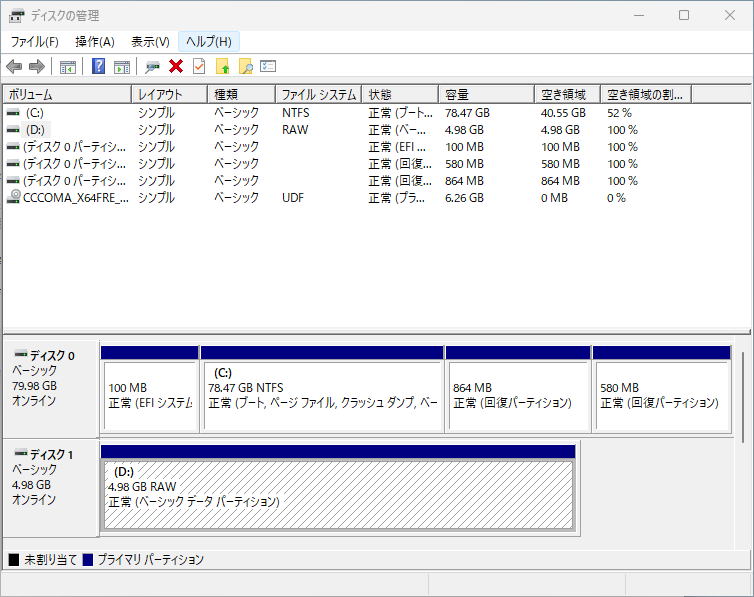 ディスクの管理
ファイル(F) 操作(A) 表示(V) ヘルプ(H)
ボリューム レイアウト 種類 ファイル システム 状態 容量 空き領域 空き領域の割...
(C:) シンプル ベーシック NTFS 正常 (ブート... 78.47 GB 40.55 GB 52 %
(D:) シンプル ベーシック RAW 正常 (ベー... 4.98 GB 4.98 GB 100 %
(ディスク 0 パーティシ... シンプル ベーシック 正常 (EFI ... 100 MB 100 MB 100 %
(ディスク 0 パーティシ... シンプル ベーシック 正常 (回復... 580 MB 580 MB 100 %
(ディスク 0 パーティシ... シンプル ベーシック 正常 (回復... 864 MB 864 MB 100 %
CCCOMA_X64FRE_... シンプル ベーシック UDF 正常 (プラ... 6.26 GB 0 MB 0 %
ディスク 0
ベーシック
79.98 GB
オンライン
100 MB
正常 (EFI システム
(C:)
78.47 GB NTFS
正常 (ブート, ページ ファイル, クラッシュ ダンプ, ベー
864 MB
正常 (回復パーティション)
580 MB
正常 (回復パーティション)
ディスク 1
ベーシック
4.98 GB
オンライン
(D:)
4.98 GB RAW
正常 (ベーシック データ パーティション)
未割り当て プライマリ パーティション